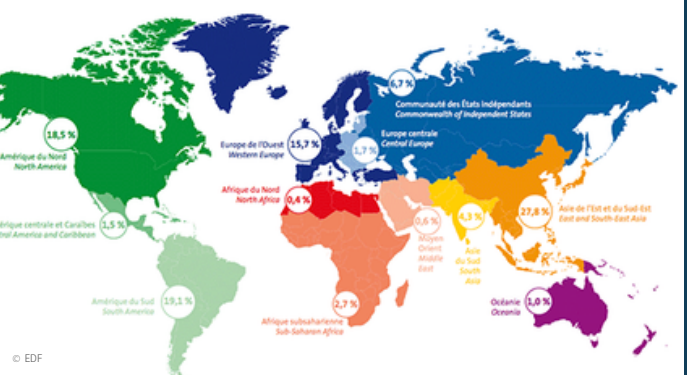 18,5 %
Amérique du Nord
North America
érique centrale et Caraïbes
tral America and Caribbean
1,5 %
Amérique du Sud
South America
19,1 %
Europe de l'Ouest
Western Europe
15,7 %
6,7 %
Communauté des États Indépendants
Commonwealth of Independent States
Europe centrale
Central Europe
1,7 %
Afrique du Nord
North Africa
0,4 %
0,6 %
Moyen
Orient
Middle
East
4,3 %
Asie
du Sud
South
Asia
27,8 %
Asie de l'Est et du Sud-Est
East and South-East Asia
2,7 %
Afrique subsaharienne
Sub-Saharan Africa
Océanie
Oceania
1,0 %
© EDF